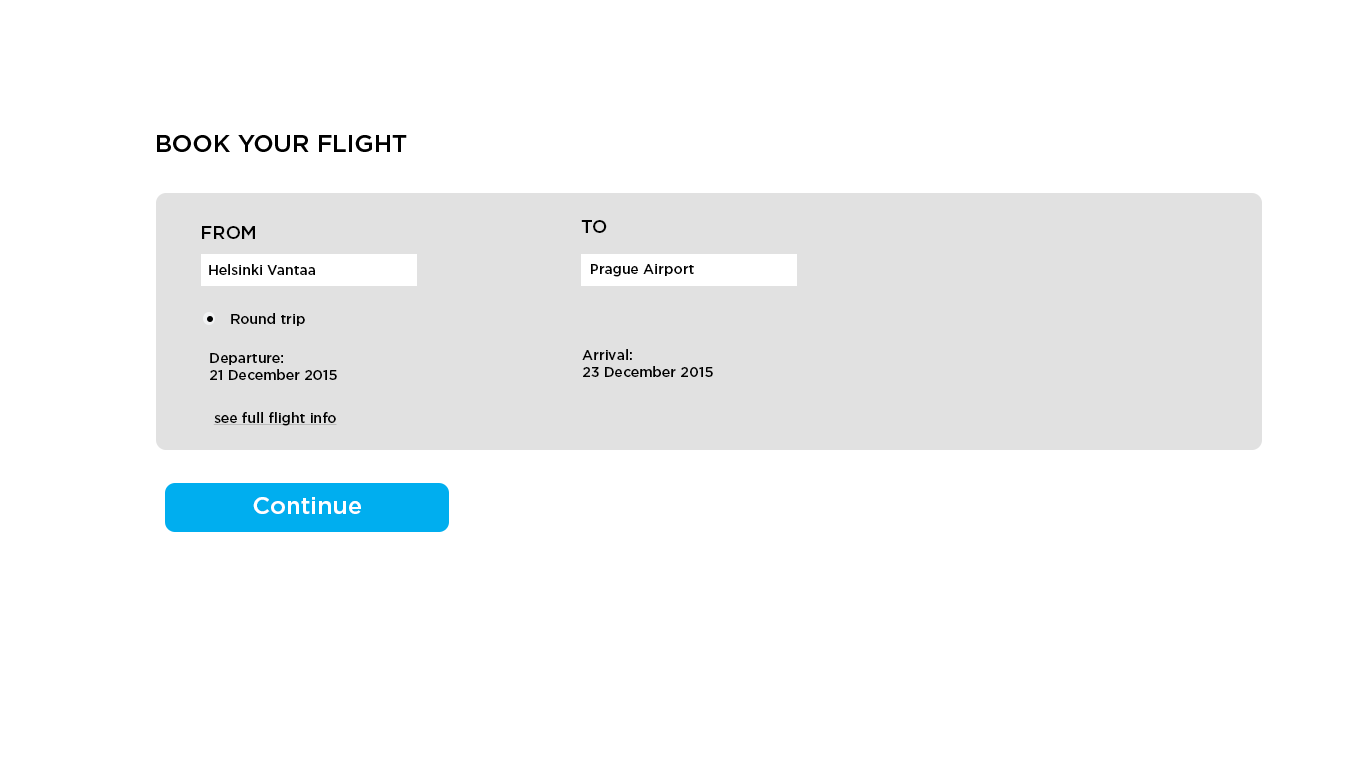 BOOK YOUR FLIGHT
FROM
TO
Helsinki Vantaa
Prague Airport
Round trip
Departure:
21 December 2015
Arrival:
23 December 2015
see full flight info
Continue